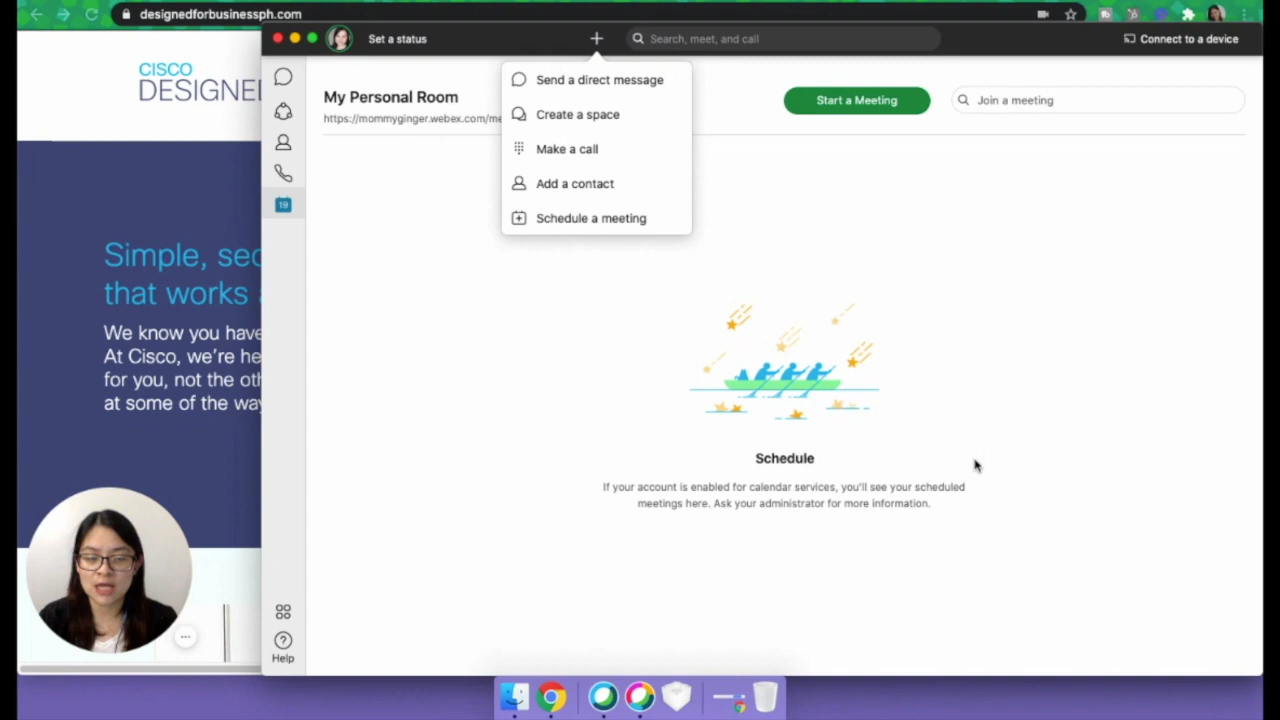 designedforbusinessph.com
Set a status
Search, meet, and call
Connect to a device
CISCO
DESIGNE
My Personal Room
https://mommyginger.webex.com/me
Send a direct message
Create a space
Make a call
Add a contact
Schedule a meeting
Start a Meeting
Join a meeting
19
Simple, sec
that works a
We know you have
At Cisco, we're he
for you, not the oth
at some of the way
Schedule
If your account is enabled for calendar services, you'll see your scheduled
meetings here. Ask your administrator for more information.
Help